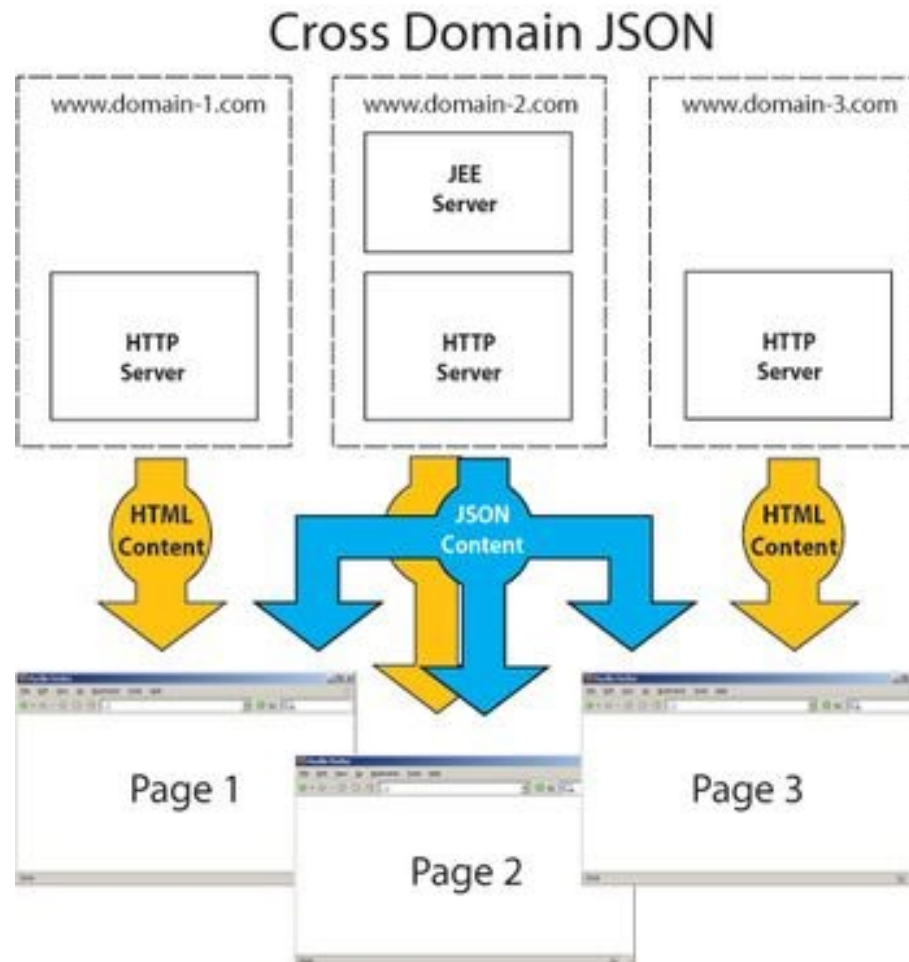 Cross Domain JSON
www.domain-1.com
www.domain-2.com
www.domain-3.com
JEE
Server
HTTP
Server
HTTP
Server
HTTP
Server
HTML
Content
JSON
Content
HTML
Content
Page 1
Page 2
Page 3